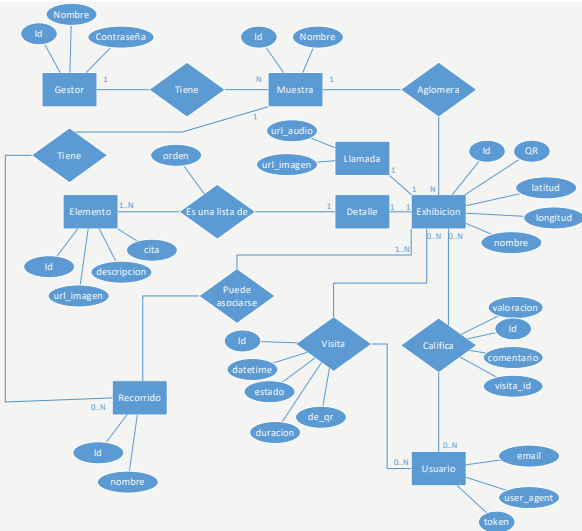 Nombre
Id
Contraseña
Id
Nombre
Gestor
1
Tiene
N
Muestra
1
Aglomera
1
url_audio
Tiene
orden
url_imagen
Llamada
1
Id
QR
latitud
1
N
Elemento
1..N
Es una lista de
1
Detalle
1
1
Exhibicion
longitud
nombre
0..N
0..N
1..N
cita
Id
descripcion
url_imagen
Puede
asociarse
valoracion
Id
Id
Visita
Califica
comentario
datetime
estado
visita_id
Recorrido
0..N
de_qr
duracion
Id
nombre
0..N
0..N
Usuario
email
user_agent
token